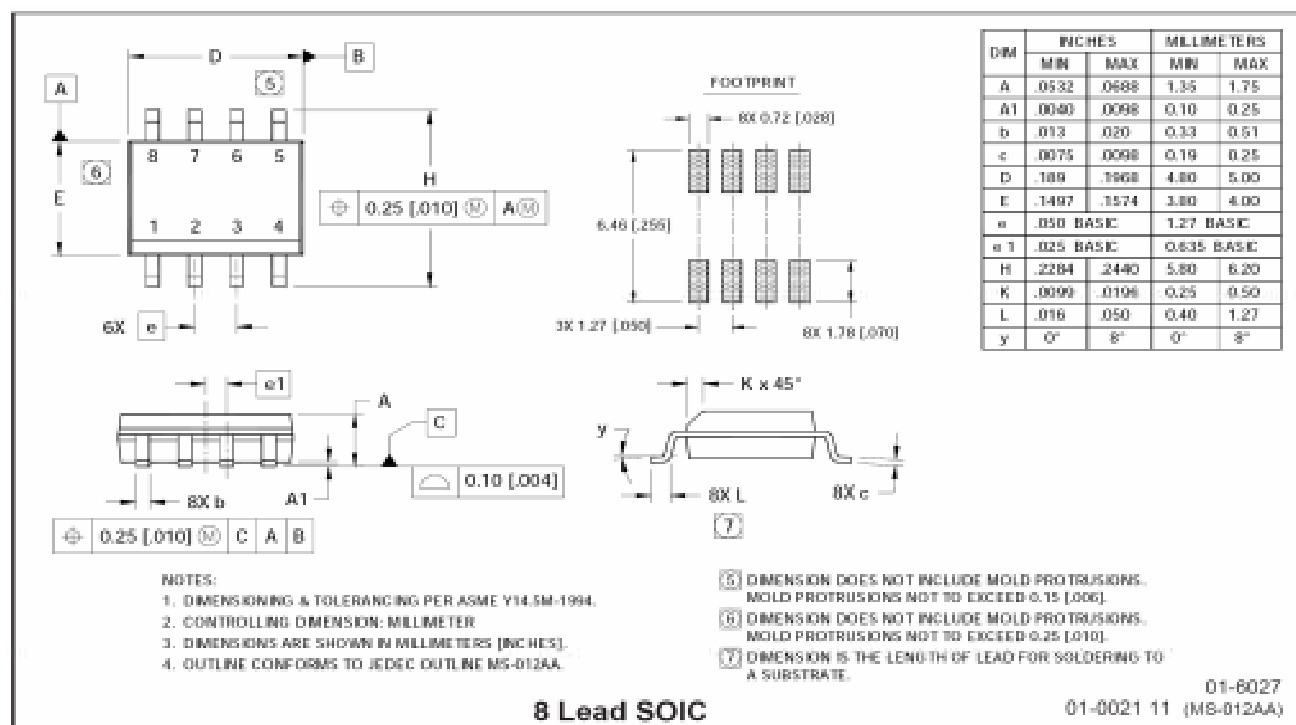 D
B
5
A
8 7 6 5
6
E
H
⌖ 0.25 [.010] Ⓜ A Ⓜ
1 2 3 4
6X e
FOOTPRINT
8X 0.72 [.028]
6.46 [.255]
3X 1.27 [.050]
8X 1.78 [.070]
DIM INCHES MILLIMETERS
MIN MAX MIN MAX
A .0532 .0688 1.35 1.75
A1 .0040 .0098 0.10 0.25
b .013 .020 0.33 0.51
c .0075 .0098 0.19 0.25
D .189 .1968 4.80 5.00
E .1497 .1574 3.80 4.00
e .050 BASIC 1.27 BASIC
e 1 .025 BASIC 0.635 BASIC
H .2284 .2440 5.80 6.20
K .0099 .0196 0.25 0.50
L .016 .050 0.40 1.27
y 0° 8° 0° 8°
e1
A
C
0.10 [.004]
A1
8X b
⌖ 0.25 [.010] Ⓜ C A B
K x 45°
y
8X L
7
8X c
NOTES:
1. DIMENSIONING & TOLERANCING PER ASME Y14.5M-1994.
2. CONTROLLING DIMENSION: MILLIMETER
3. DIMENSIONS ARE SHOWN IN MILLIMETERS [INCHES].
4. OUTLINE CONFORMS TO JEDEC OUTLINE MS-012AA.
5 DIMENSION DOES NOT INCLUDE MOLD PROTRUSIONS.
MOLD PROTRUSIONS NOT TO EXCEED 0.15 [.006].
6 DIMENSION DOES NOT INCLUDE MOLD PROTRUSIONS.
MOLD PROTRUSIONS NOT TO EXCEED 0.25 [.010].
7 DIMENSION IS THE LENGTH OF LEAD FOR SOLDERING TO
A SUBSTRATE.
8 Lead SOIC
01-6027
01-0021 11 (MS-012AA)